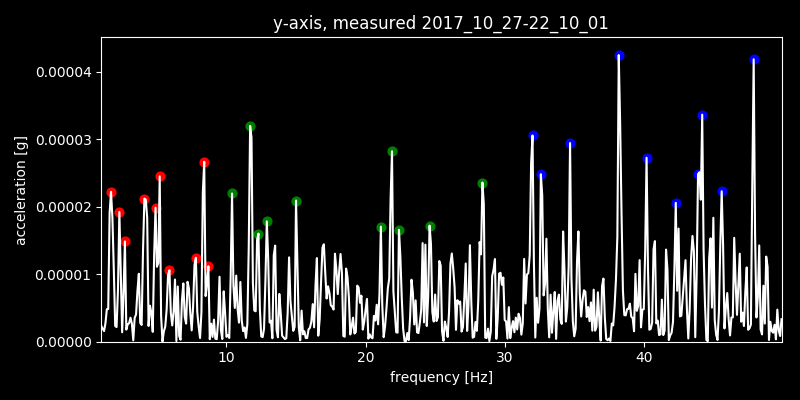 y-axis, measured 2017_10_27-22_10_01
acceleration [g]
0.00004
0.00003
0.00002
0.00001
0.00000
10 20 30 40
frequency [Hz]